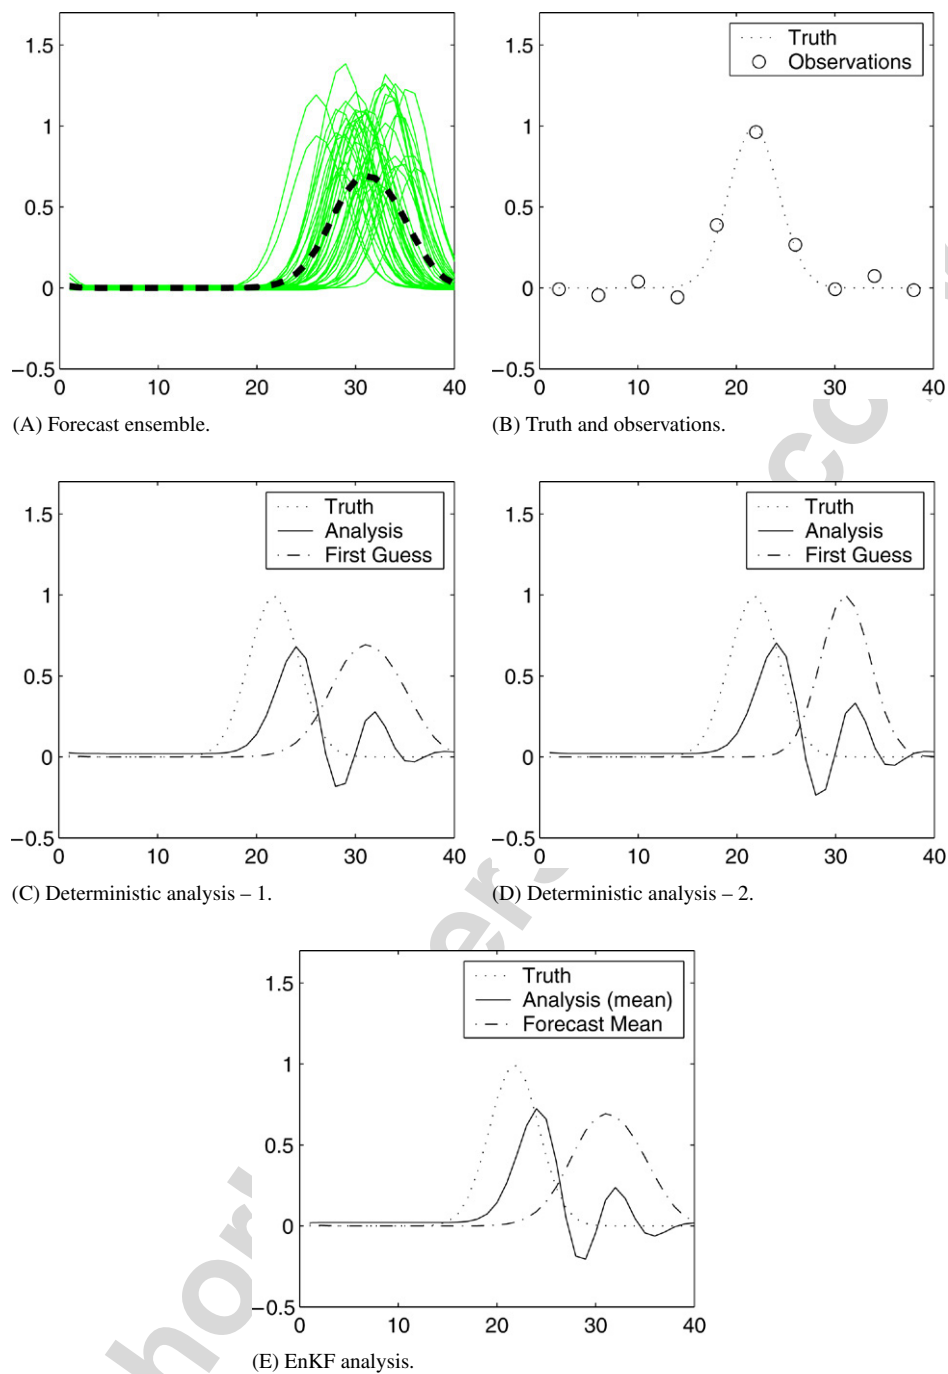 1.5
1
0.5
0
−0.5
0 10 20 30 40
(A) Forecast ensemble.
1.5
1
0.5
0
−0.5
0 10 20 30 40
Truth
Observations
(B) Truth and observations.
1.5
1
0.5
0
−0.5
0 10 20 30 40
Truth
Analysis
First Guess
(C) Deterministic analysis – 1.
1.5
1
0.5
0
−0.5
0 10 20 30 40
Truth
Analysis
First Guess
(D) Deterministic analysis – 2.
1.5
1
0.5
0
−0.5
0 10 20 30 40
Truth
Analysis (mean)
Forecast Mean
(E) EnKF analysis.